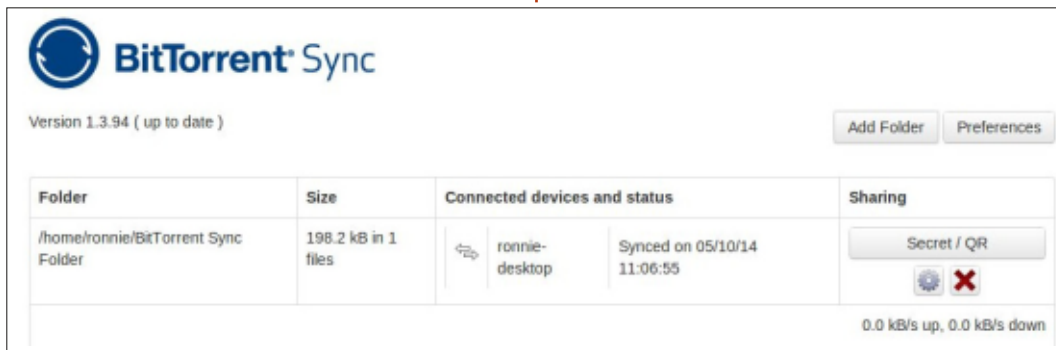 BitTorrent® Sync
Version 1.3.94 ( up to date )
Add Folder Preferences
Folder Size Connected devices and status Sharing
/home/ronnie/BitTorrent Sync
Folder
198.2 kB in 1
files
ronnie-
desktop
Synced on 05/10/14
11:06:55
Secret / QR
0.0 kB/s up, 0.0 kB/s down